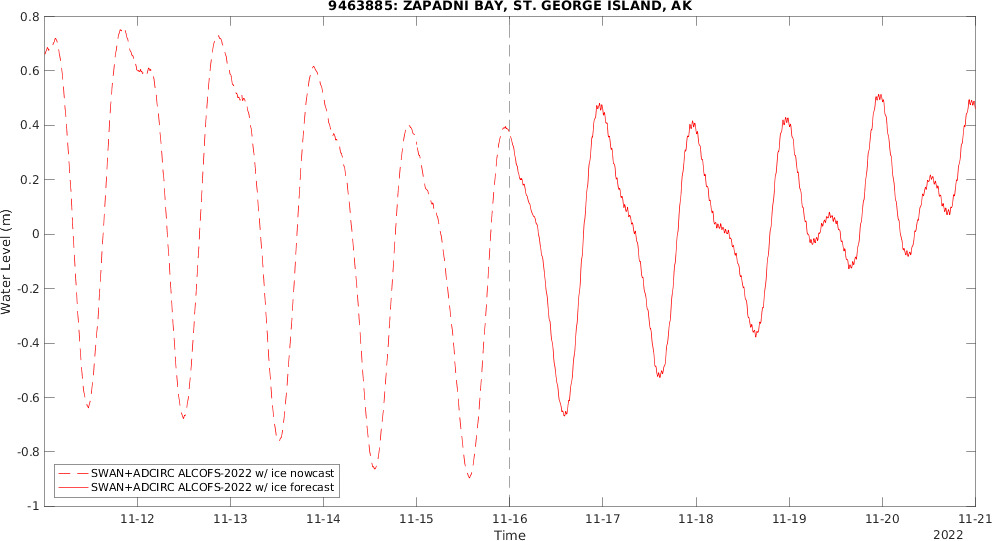 9463885: ZAPADNI BAY, ST. GEORGE ISLAND, AK
0.8
0.6
0.4
0.2
0
-0.2
-0.4
-0.6
-0.8
-1
Water Level (m)
SWAN+ADCIRC ALCOFS-2022 w/ ice nowcast
SWAN+ADCIRC ALCOFS-2022 w/ ice forecast
11-12 11-13 11-14 11-15 11-16 11-17 11-18 11-19 11-20 11-21
Time
2022